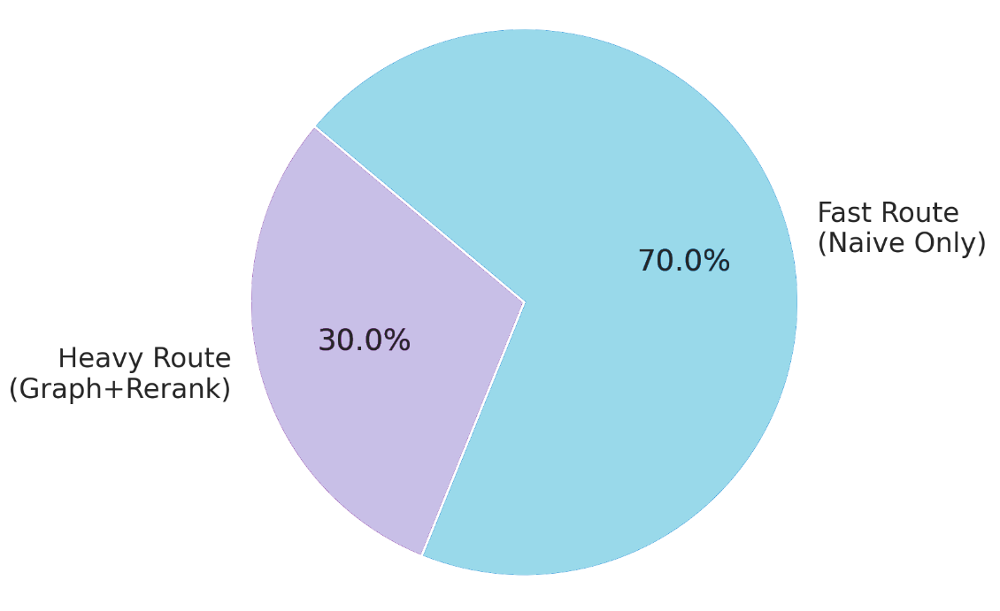 Fast Route
(Naive Only)
70.0%
30.0%
Heavy Route
(Graph+Rerank)